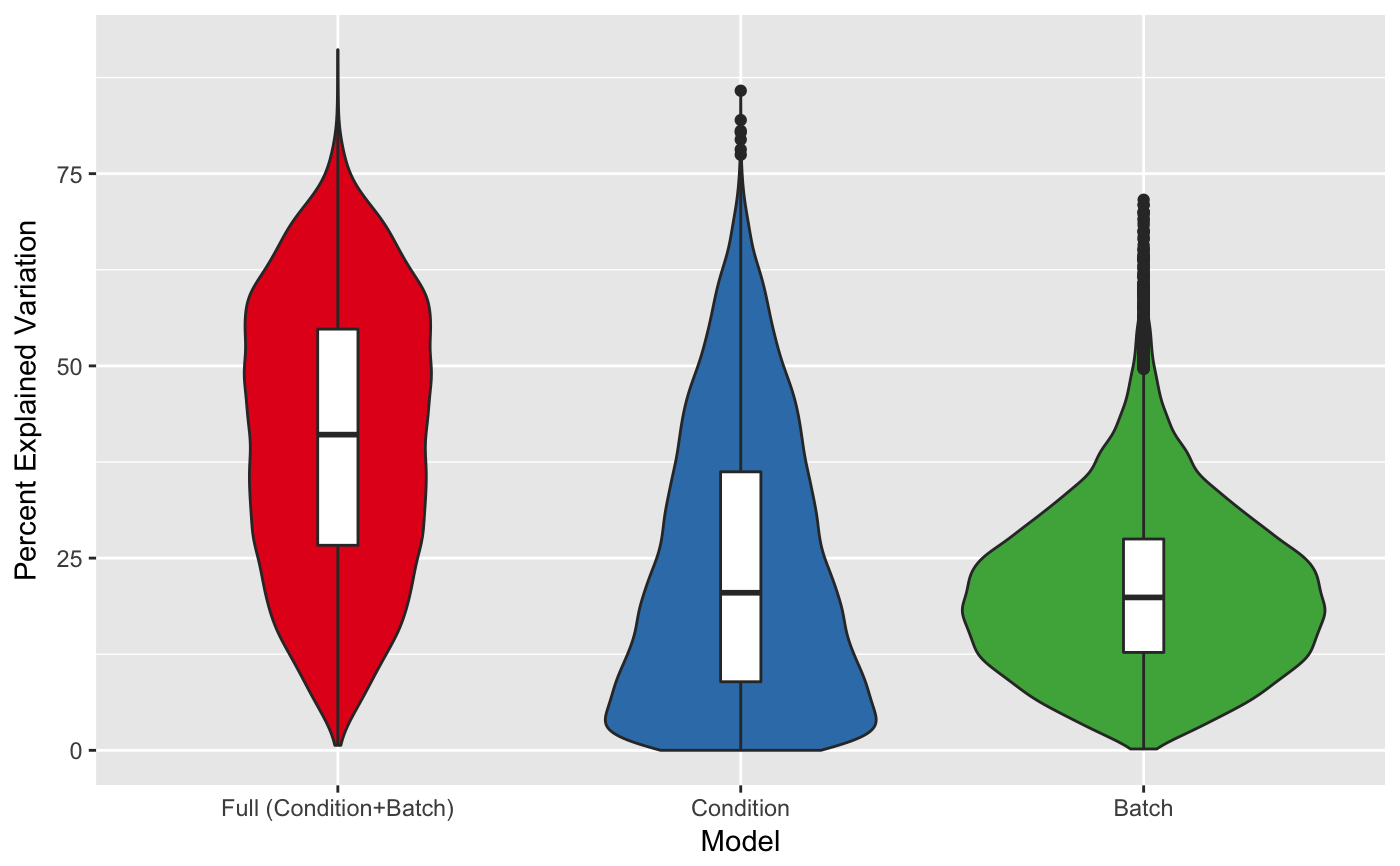 Percent Explained Variation
75
50
25
0
Full (Condition+Batch)
Condition
Batch
Model